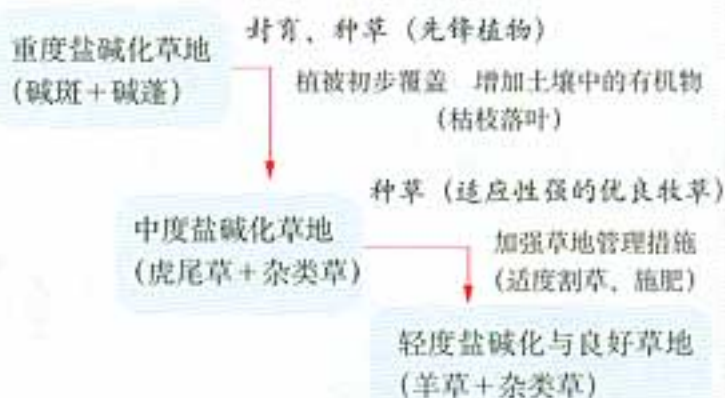 封育、种草（先锋植物）
重度盐碱化草地
（碱斑＋碱蓬）
植被初步覆盖 增加土壤中的有机物
（枯枝落叶）
种草（适应性强的优良牧草）
中度盐碱化草地
（虎尾草＋杂类草）
加强草地管理措施
（适度割草、施肥）
轻度盐碱化与良好草地
（羊草＋杂类草）